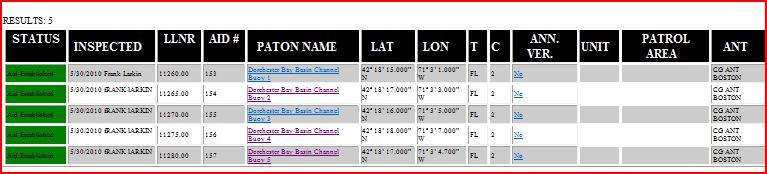 RESULTS: 5
STATUS INSPECTED LLNR AID # PATON NAME LAT LON T C ANN. VER. UNIT PATROL AREA ANT
Aid Established 5/30/2010 Frank Larkin 11260.00 153 Dorchester Bay Basin Channel Buoy 1 42° 18' 15.000" N 71° 3' 1.000" W FL 2 No CG ANT BOSTON
Aid Established 5/30/2010 fRANK lARKIN 11265.00 154 Dorchester Bay Basin Channel Buoy 2 42° 18' 17.000" N 71° 3' 3.000" W FL 2 No CG ANT BOSTON
Aid Established 5/30/2010 fRANK lARKIN 11270.00 155 Dorchester Bay Basin Channel Buoy 3 42° 18' 16.000" N 71° 3' 5.000" W FL 2 No CG ANT BOSTON
Aid Established 5/30/2010 fRANK lARKIN 11275.00 156 Dorchester Bay Basin Channel Buoy 4 42° 18' 18.000" N 71° 3' 7.000" W FL 2 No CG ANT BOSTON
Aid Established 5/30/2010 fRANK lARKIN 11280.00 157 Dorchester Bay Basin Channel Buoy 5 42° 18' 17.000" N 71° 3' 4.700" W FL 2 No CG ANT BOSTON